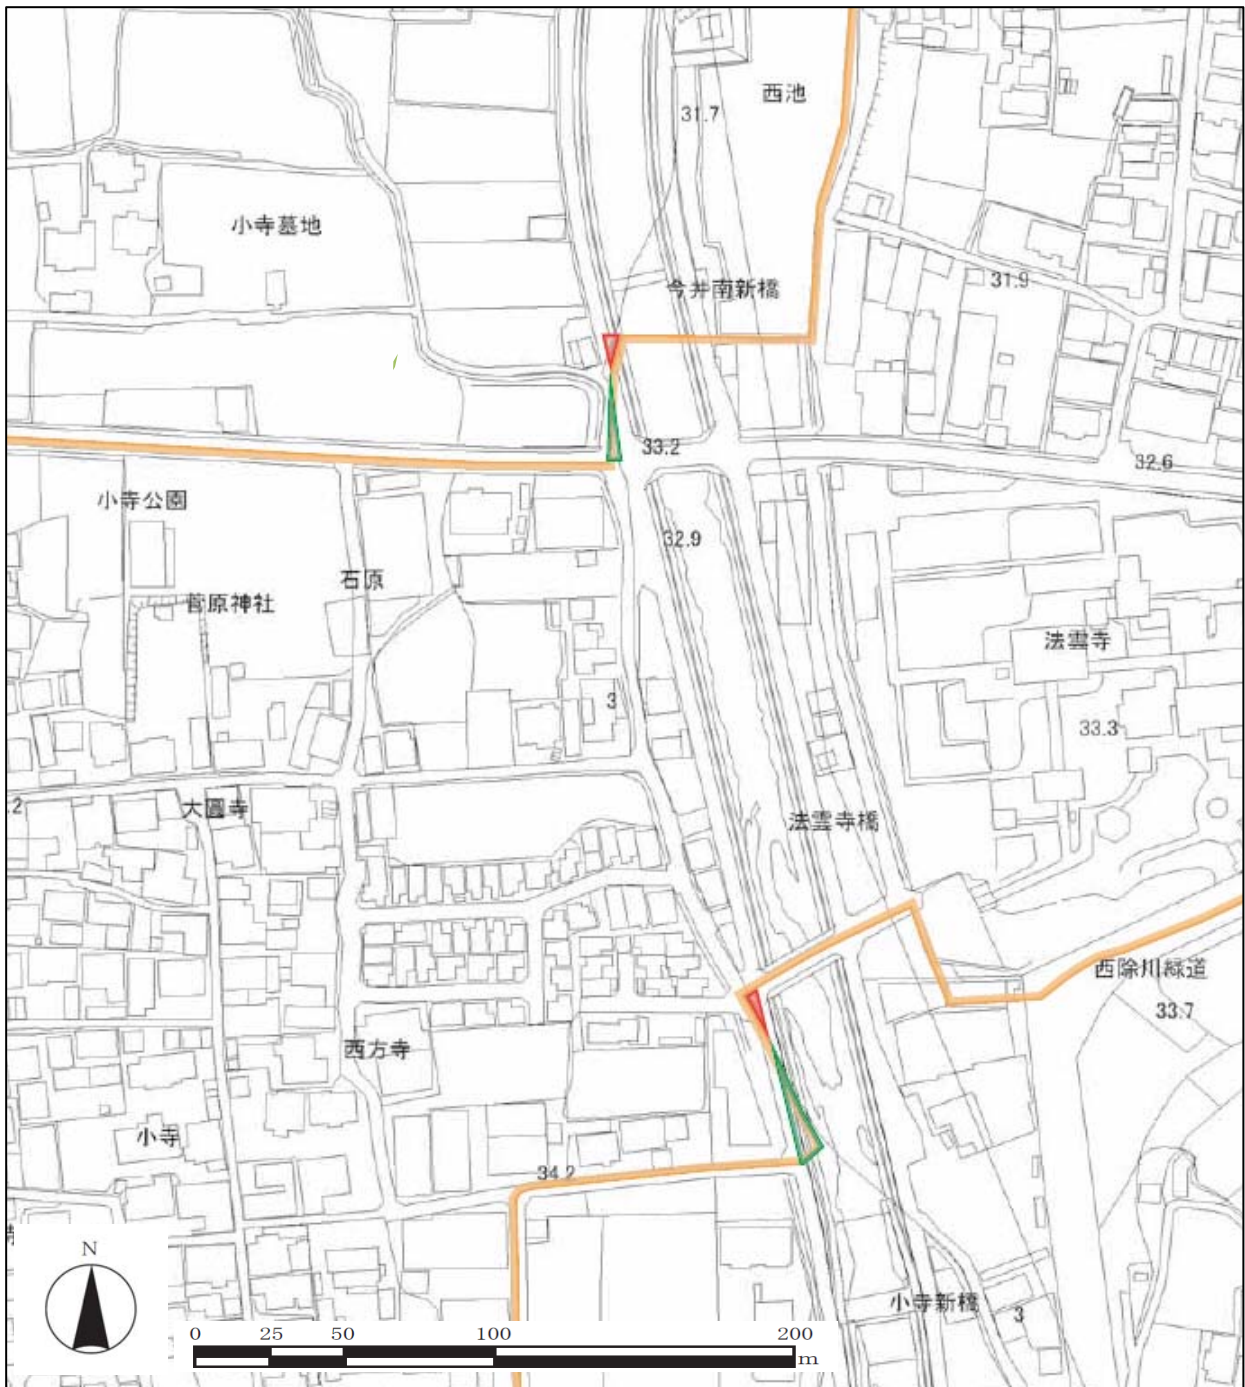 西池
31.7
小寺墓地
31.9
今井南新橋
33.2
32.6
小寺公園
32.9
石原
菅原神社
法雲寺
3
33.3
.2
大圓寺
法雲寺橋
西除川緑道
33.7
西方寺
小寺
34.2
N
小寺新橋
3
0 25 50 100 200
m